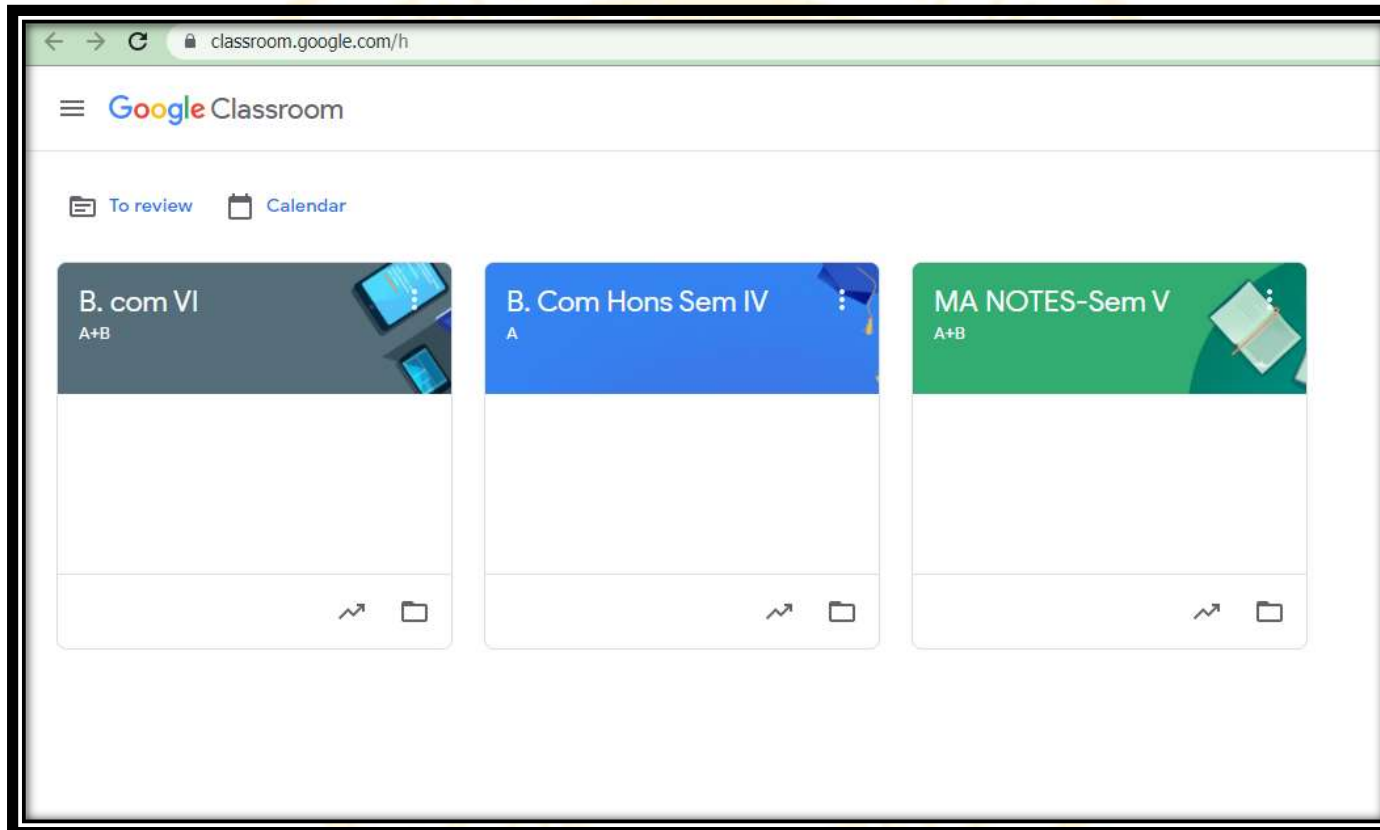 classroom.google.com/h
Google Classroom
To review Calendar
B. com VI
A+B
B. Com Hons Sem IV
A
MA NOTES-Sem V
A+B